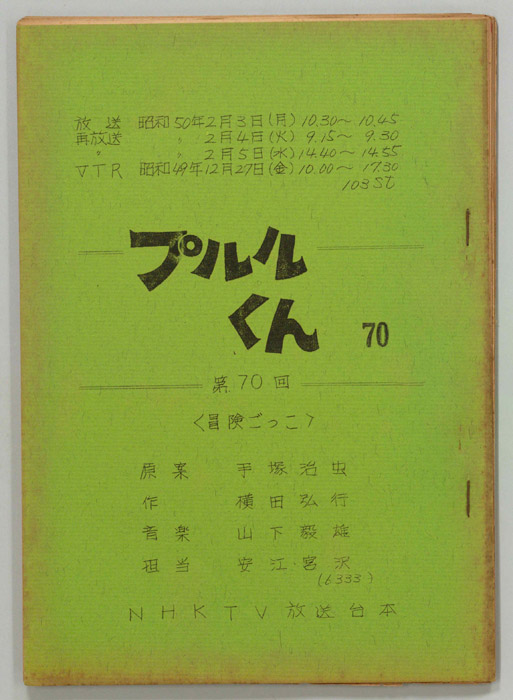 放送 昭和50年2月3日(月) 10.30〜10.45
再放送 〃 2月4日(火) 9.15〜9.30
〃 〃 2月5日(水) 14.40〜14.55
VTR 昭和49年12月27日(金) 10.00〜17.30
103st
プルル
くん 70
第70回
〈冒険ごっこ〉
原案 手塚治虫
作 横田弘行
音楽 山下毅雄
担当 安江・宮沢
(6333)
NHKTV放送台本